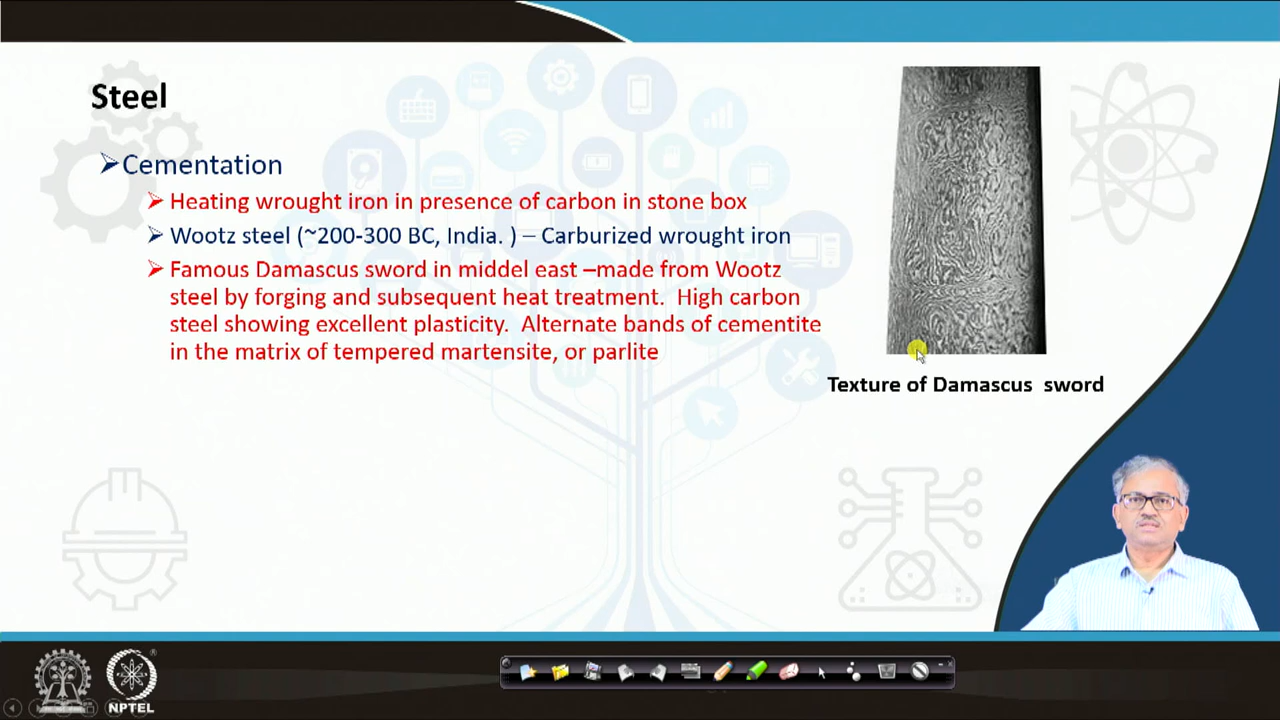 Steel
Cementation
Heating wrought iron in presence of carbon in stone box
Wootz steel (~200-300 BC, India. ) – Carburized wrought iron
Famous Damascus sword in middel east –made from Wootz
steel by forging and subsequent heat treatment. High carbon
steel showing excellent plasticity. Alternate bands of cementite
in the matrix of tempered martensite, or parlite
Texture of Damascus sword
NPTEL